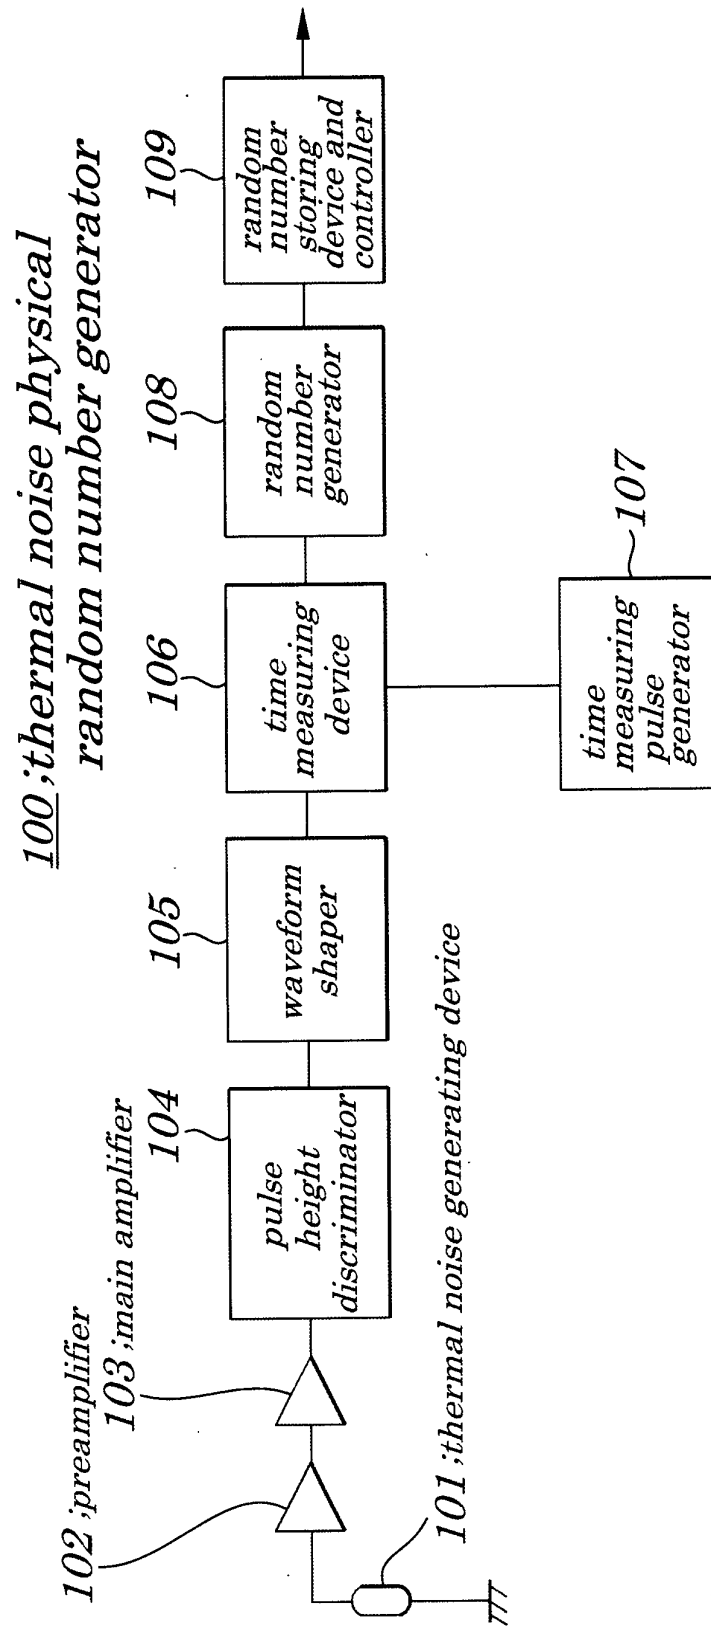 100 ;thermal noise physical
random number generator
102 ;preamplifier
103 ;main amplifier
104
105
106
108
109
pulse
height
discriminator
waveform
shaper
time
measuring
device
random
number
generator
random
number
storing
device and
controller
101 ;thermal noise generating device
107
time
measuring
pulse
generator